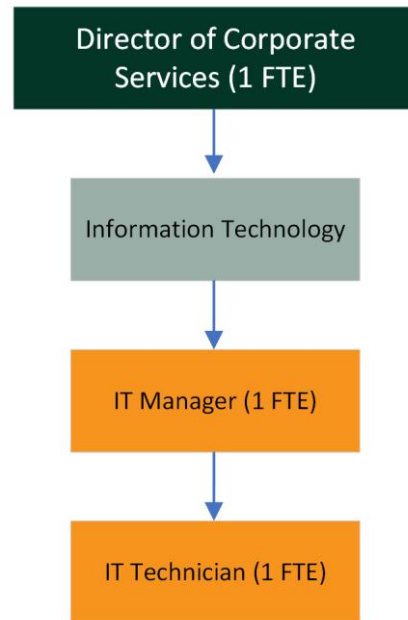 Director of Corporate
Services (1 FTE)
Information Technology
IT Manager (1 FTE)
IT Technician (1 FTE)